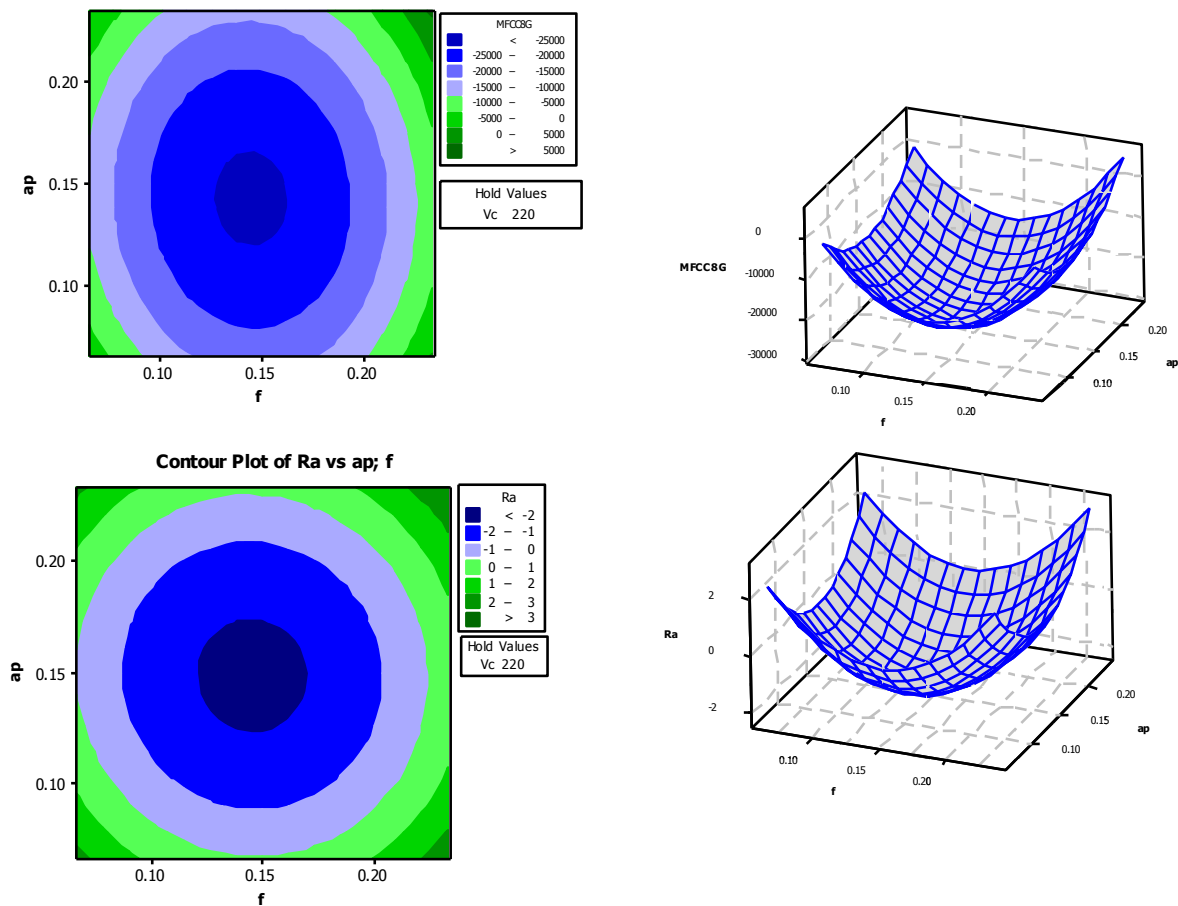 MFCC8G
< -25000
-25000 – -20000
-20000 – -15000
-15000 – -10000
-10000 – -5000
-5000 – 0
0 – 5000
> 5000
Hold Values
Vc 220
0.20
0.15
0.10
ap
0.10 0.15 0.20
f
MFCC8G
0
-10000
-20000
-30000
0.10
0.15
0.20
f
0.20
0.15
0.10
ap
Contour Plot of Ra vs ap; f
Ra
< -2
-2 – -1
-1 – 0
0 – 1
1 – 2
2 – 3
> 3
Hold Values
Vc 220
0.20
0.15
0.10
ap
0.10 0.15 0.20
f
Ra
2
0
-2
0.10
0.15
0.20
f
0.20
0.15
0.10
ap